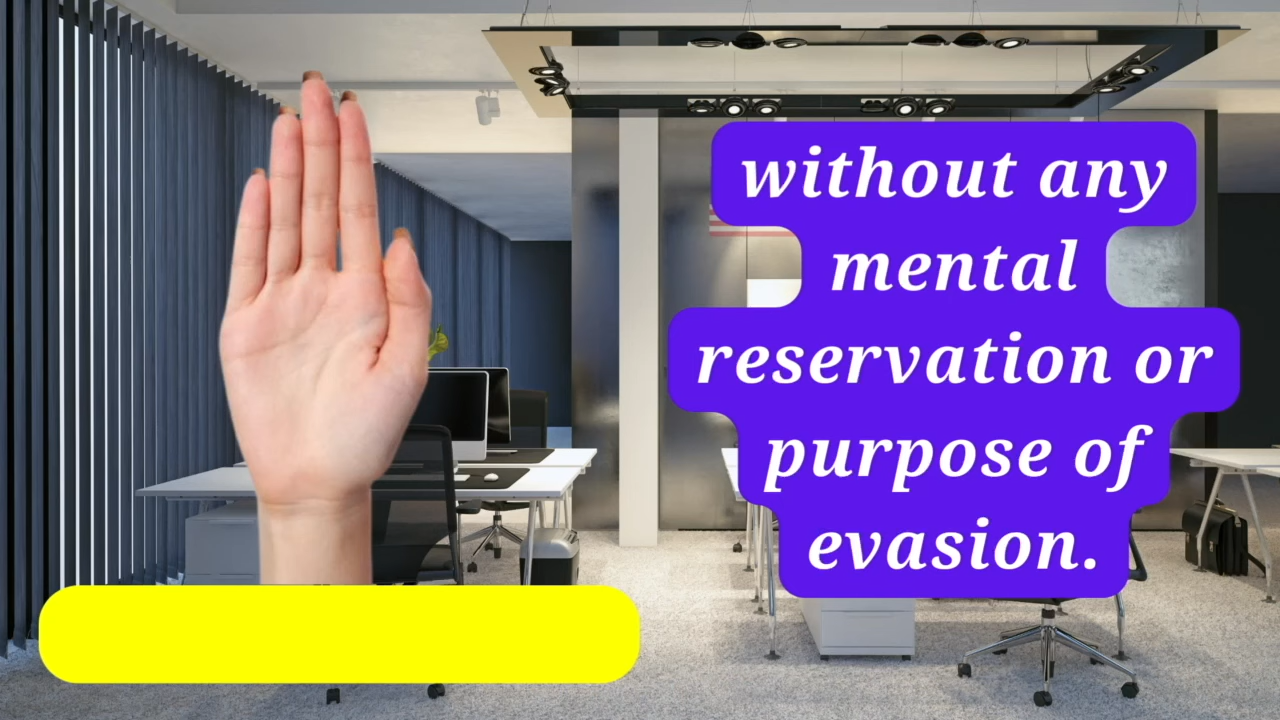 without any
mental
reservation or
purpose of
evasion.